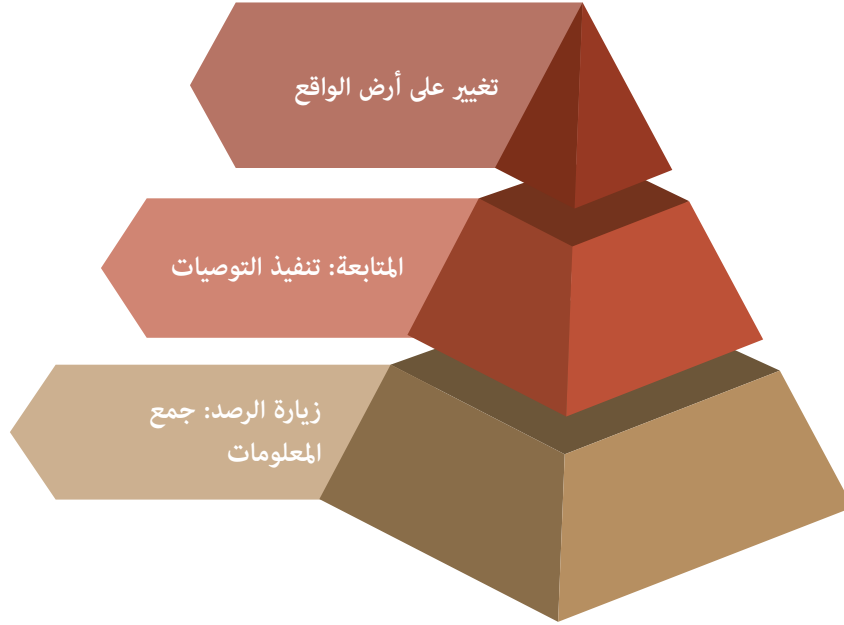 تغيير على أرض الواقع
المتابعة: تنفيذ التوصيات
زيارة الرصد: جمع
المعلومات